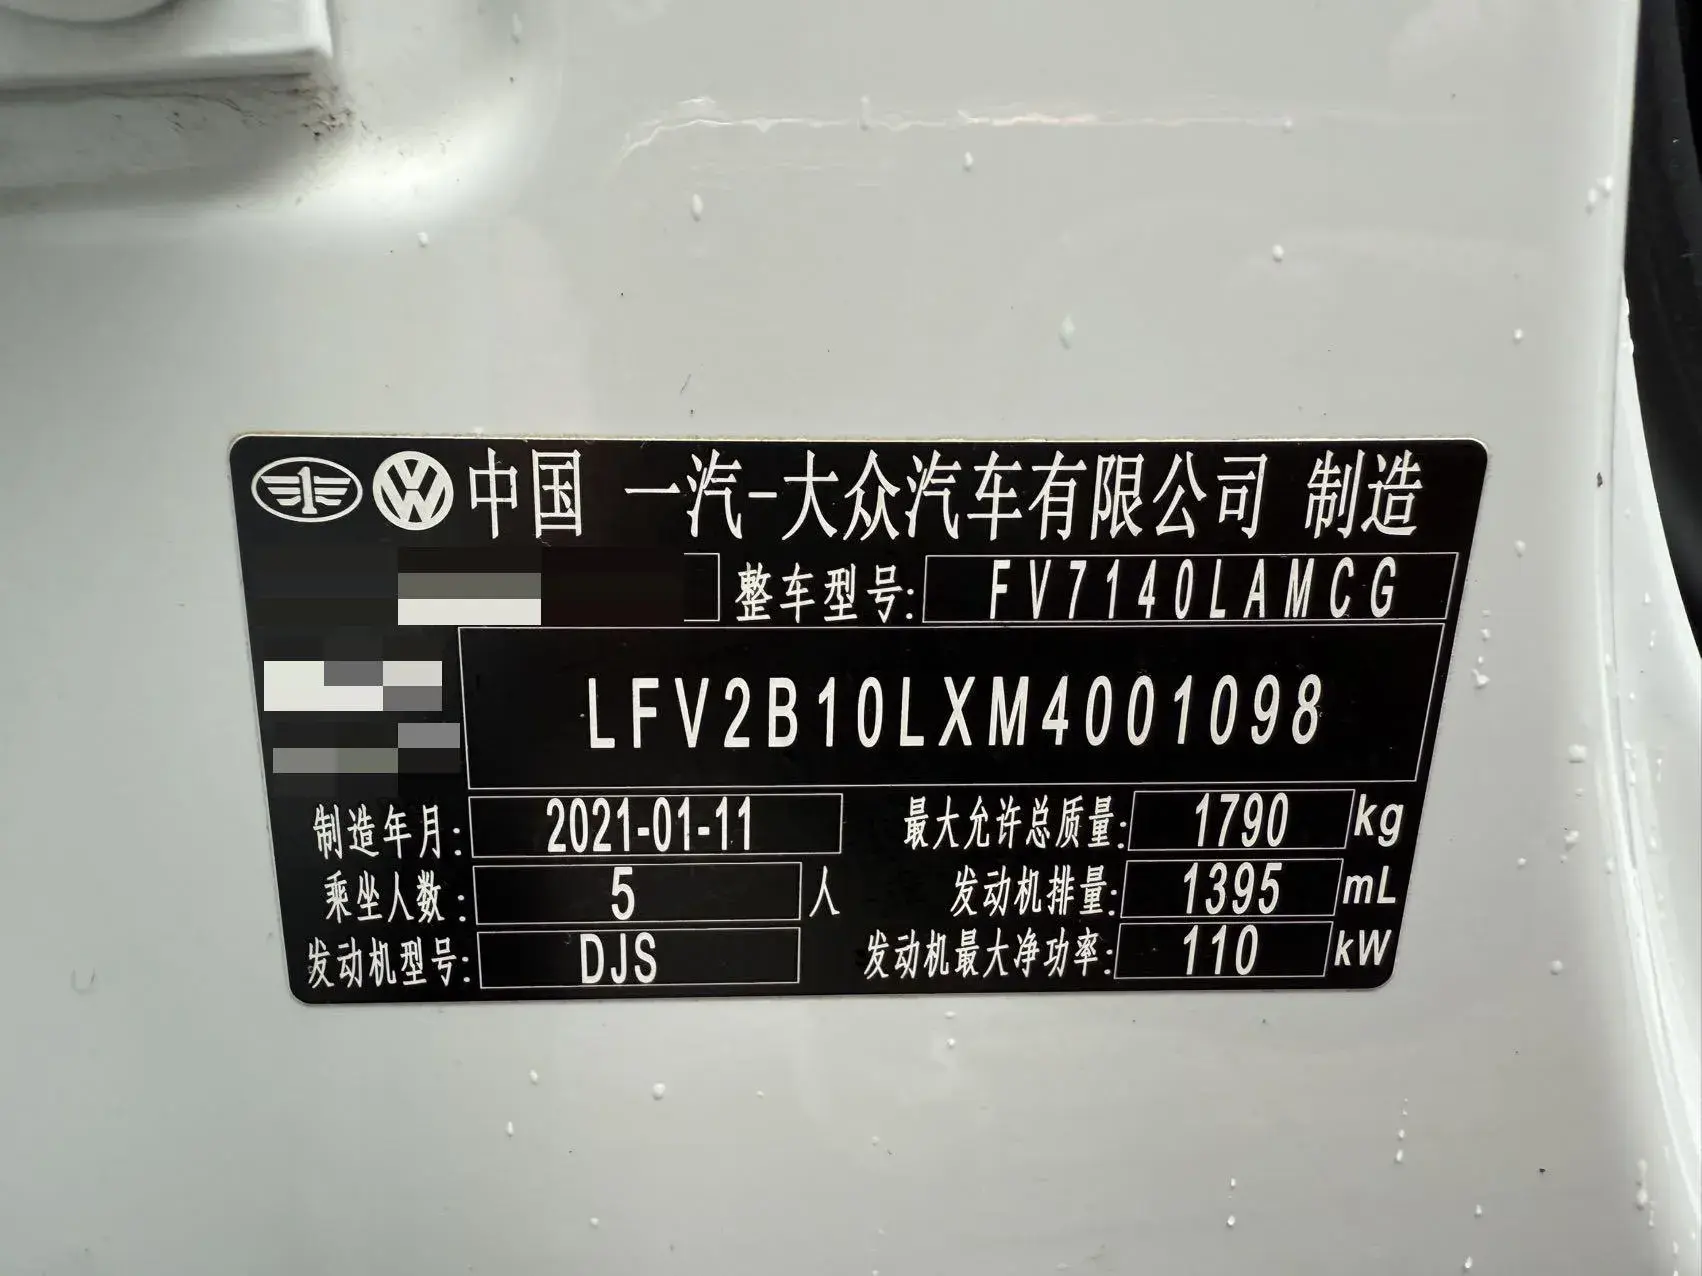 中国 一汽-大众汽车有限公司 制造
整车型号: FV7140LAMCG
LFV2B10LXM4001098
制造年月: 2021-01-11 最大允许总质量: 1790 kg
乘坐人数: 5 人 发动机排量: 1395 mL
发动机型号: DJS 发动机最大净功率: 110 kW